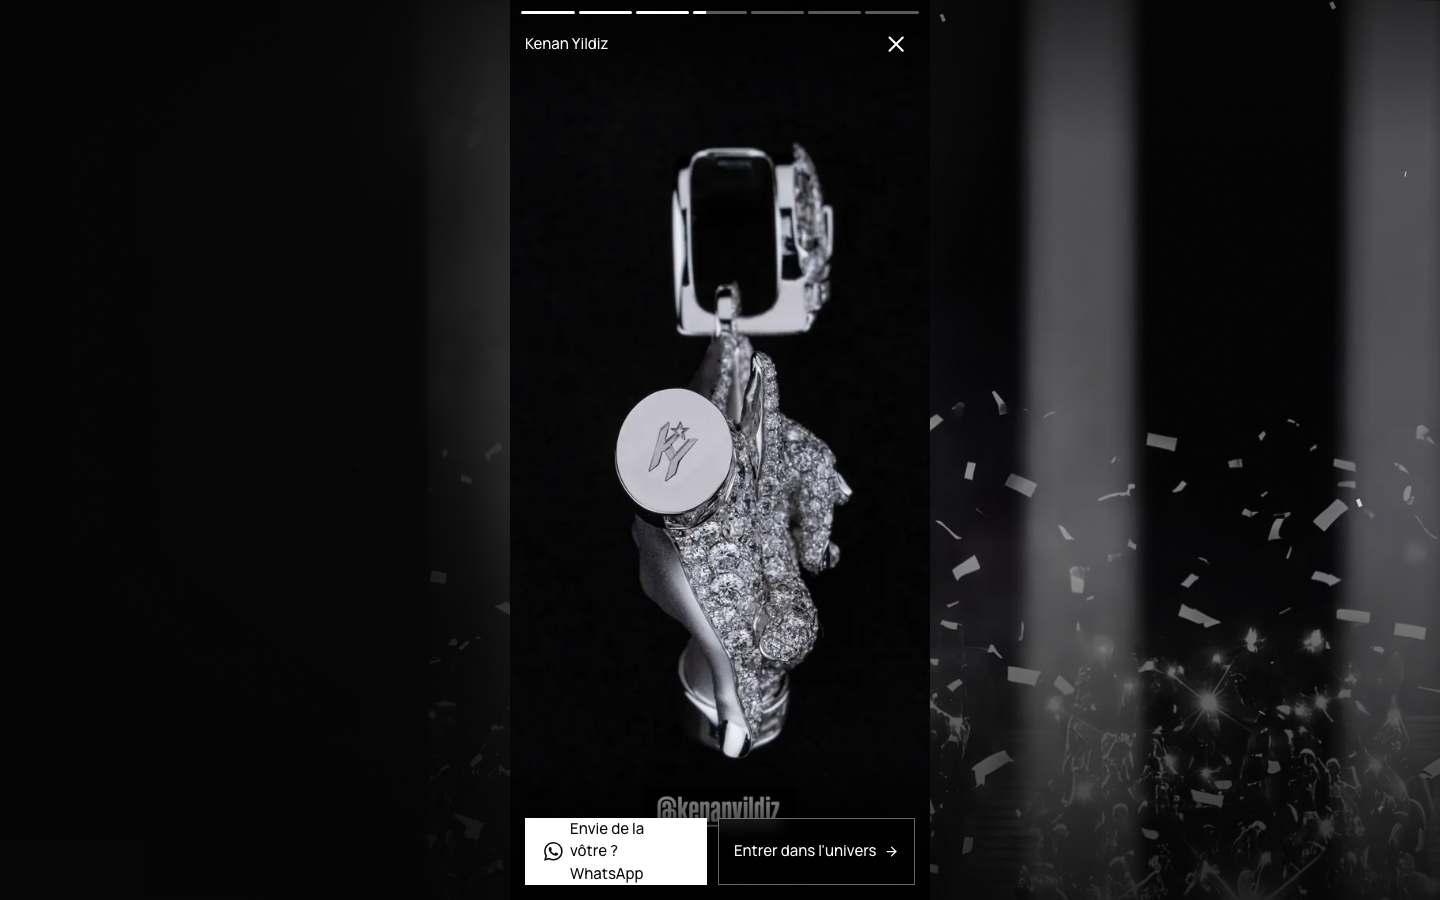 Kenan Yildiz
KY
@kenanyildiz
Envie de la
vôtre ?
WhatsApp
Entrer dans l'univers →